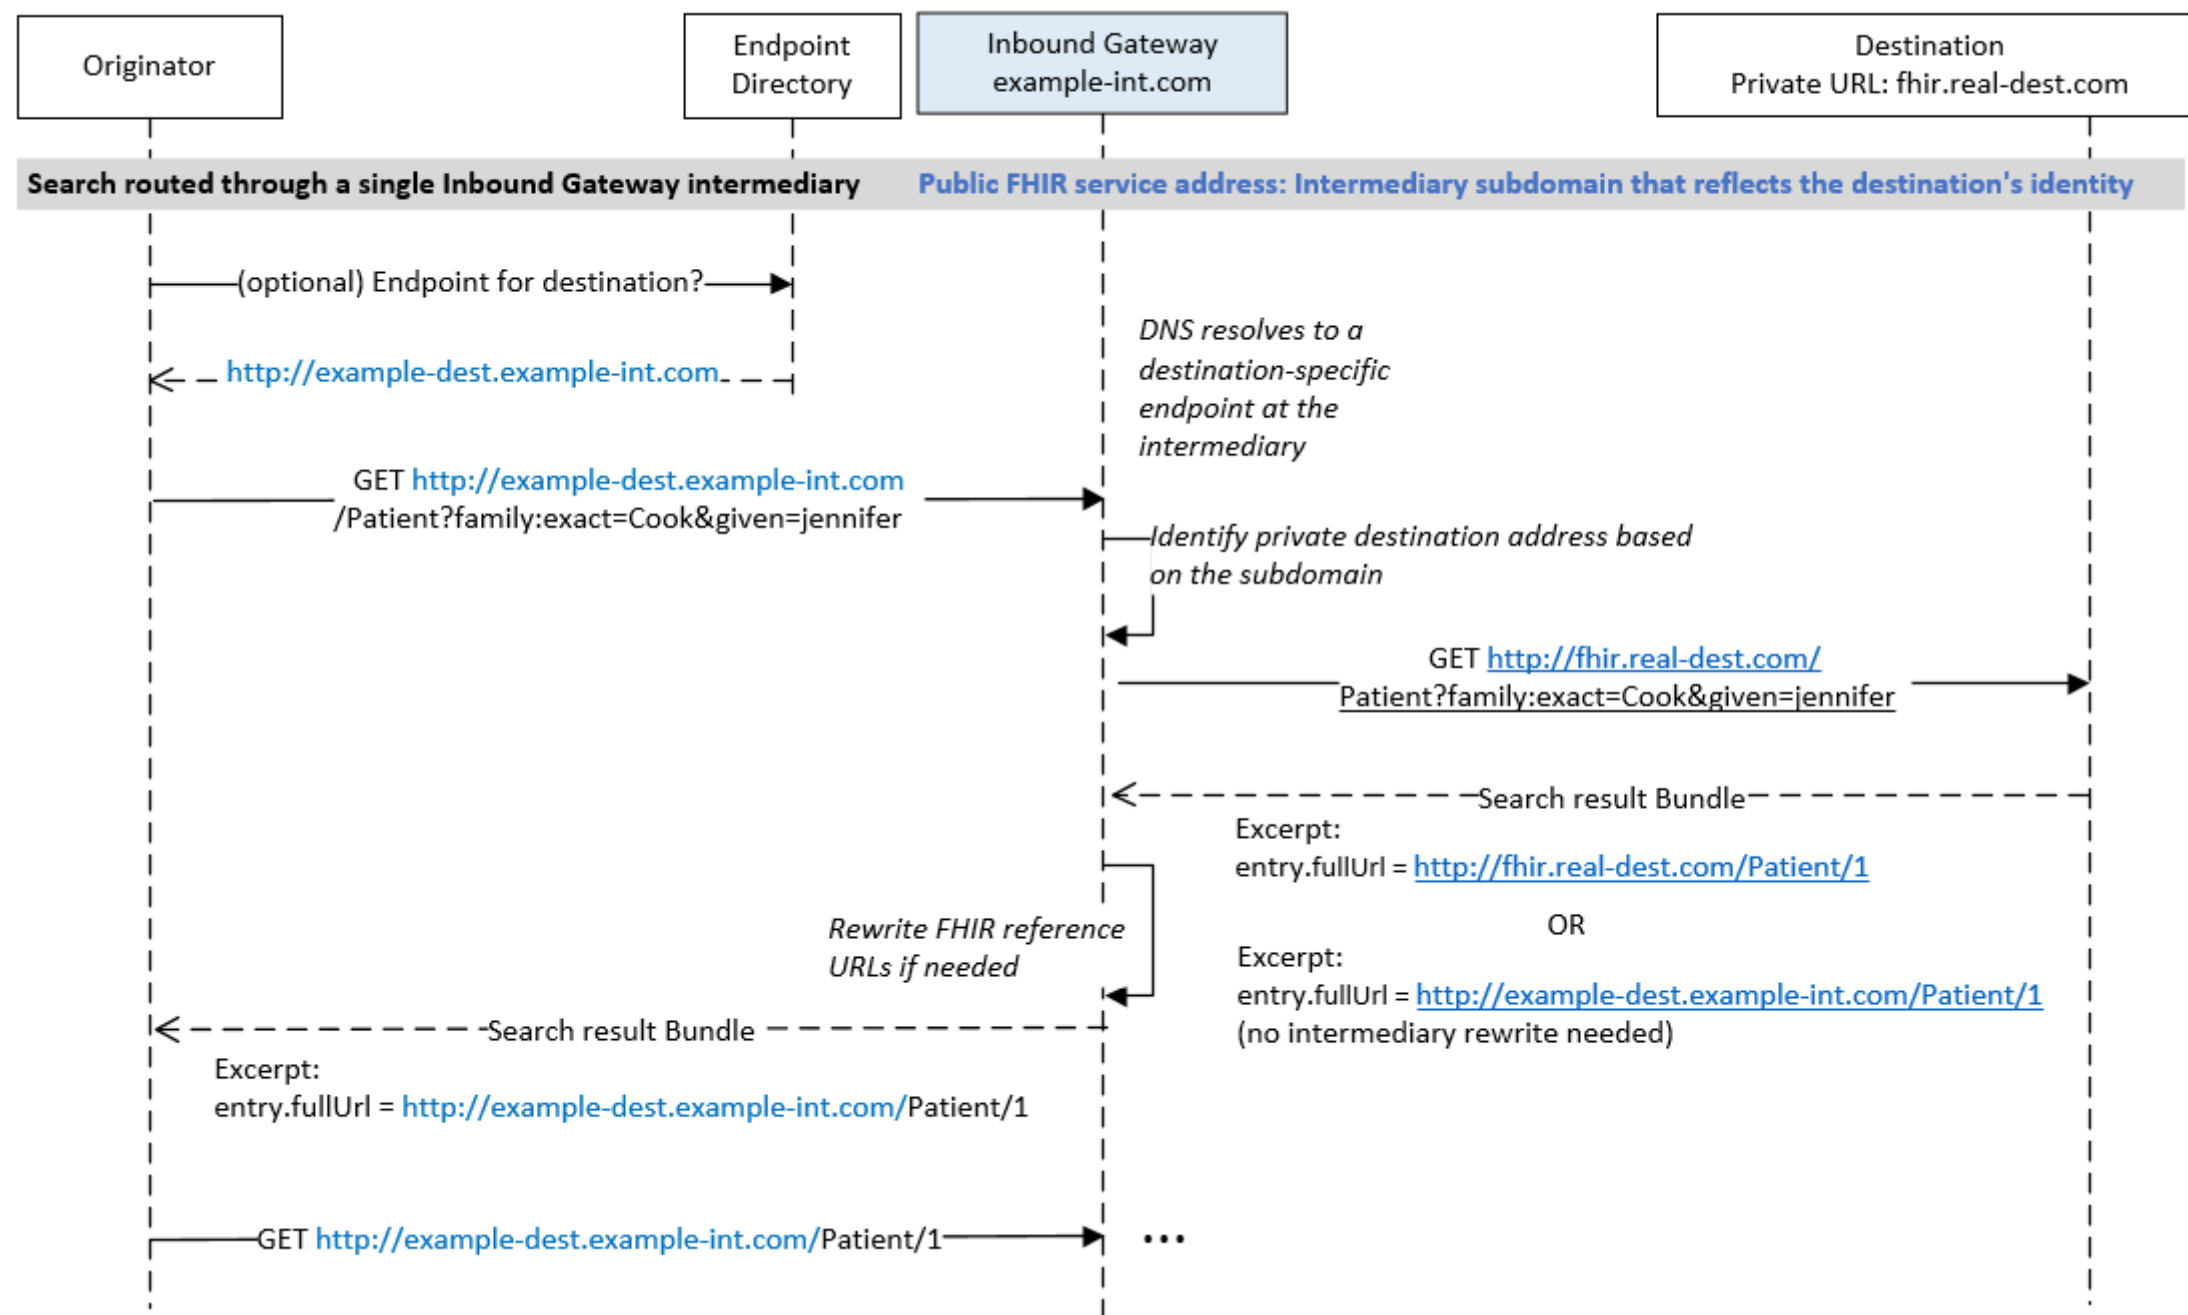 Originator
Endpoint
Directory
Inbound Gateway
example-int.com
Destination
Private URL: fhir.real-dest.com
Search routed through a single Inbound Gateway intermediary
Public FHIR service address: Intermediary subdomain that reflects the destination's identity
(optional) Endpoint for destination?
http://example-dest.example-int.com
DNS resolves to a
destination-specific
endpoint at the
intermediary
GET http://example-dest.example-int.com
/Patient?family:exact=Cook&given=jennifer
Identify private destination address based
on the subdomain
GET http://fhir.real-dest.com/
Patient?family:exact=Cook&given=jennifer
Search result Bundle
Excerpt:
entry.fullUrl = http://fhir.real-dest.com/Patient/1
OR
Excerpt:
entry.fullUrl = http://example-dest.example-int.com/Patient/1
(no intermediary rewrite needed)
Rewrite FHIR reference
URLs if needed
Search result Bundle
Excerpt:
entry.fullUrl = http://example-dest.example-int.com/Patient/1
GET http://example-dest.example-int.com/Patient/1
...